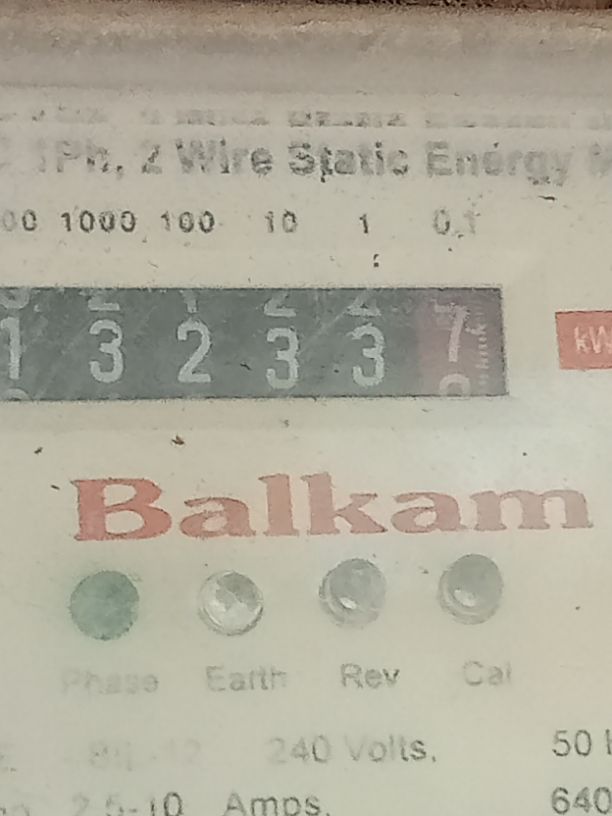 1Ph, 2 Wire Static Energy
00 1000 100 10 1 0.1
1 3 2 3 3 7
kW
Balkam
Phase Earth Rev Cal
240 Volts. 50
2.5-10 Amps. 640